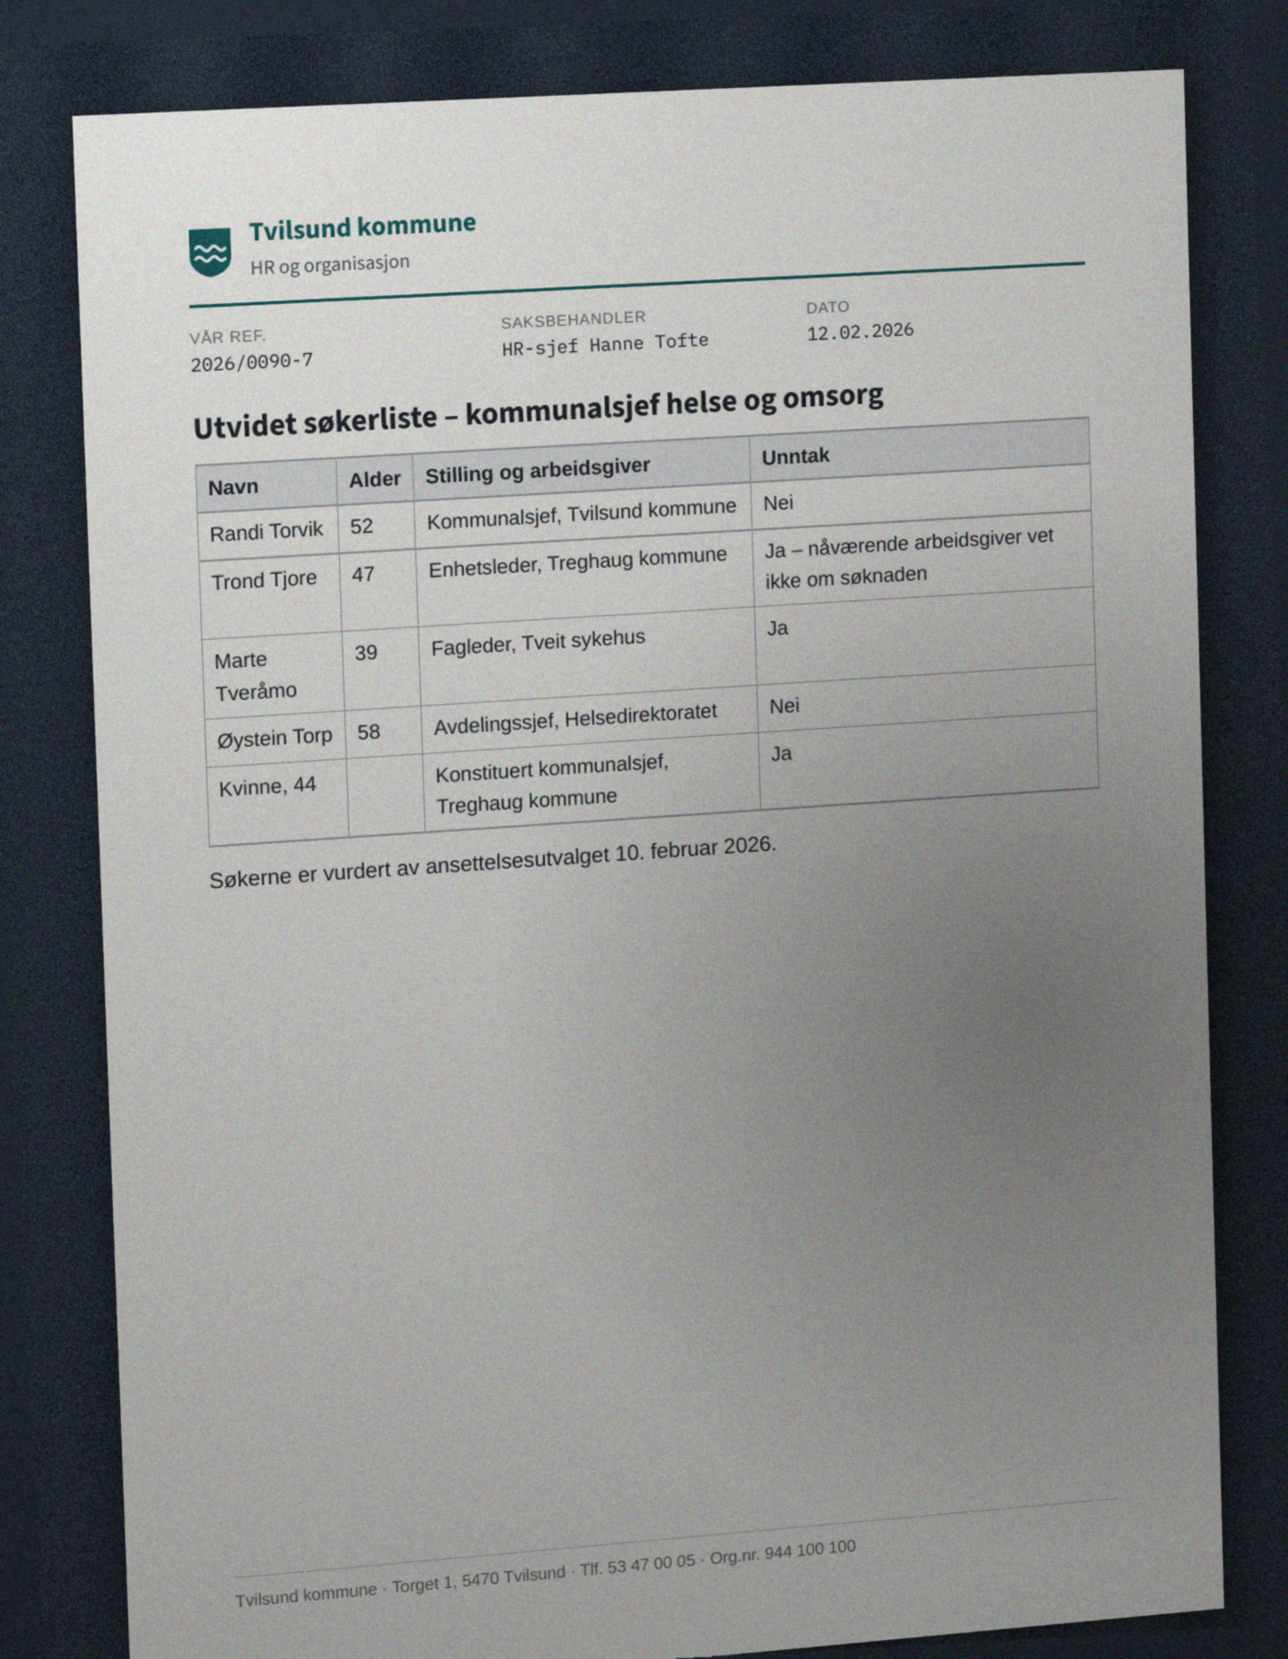 Tvilsund kommune
HR og organisasjon
VÅR REF. SAKSBEHANDLER DATO
2026/0090-7 HR-sjef Hanne Tofte 12.02.2026
Utvidet søkerliste – kommunalsjef helse og omsorg
Navn Alder Stilling og arbeidsgiver Unntak
Randi Torvik 52 Kommunalsjef, Tvilsund kommune Nei
Trond Tjore 47 Enhetsleder, Treghaug kommune Ja – nåværende arbeidsgiver vet
ikke om søknaden
Marte 39 Fagleder, Tveit sykehus Ja
Tveråmo
Øystein Torp 58 Avdelingssjef, Helsedirektoratet Nei
Kvinne, 44 Konstituert kommunalsjef, Ja
Treghaug kommune
Søkerne er vurdert av ansettelsesutvalget 10. februar 2026.
Tvilsund kommune · Torget 1, 5470 Tvilsund · Tlf. 53 47 00 05 · Org.nr. 944 100 100